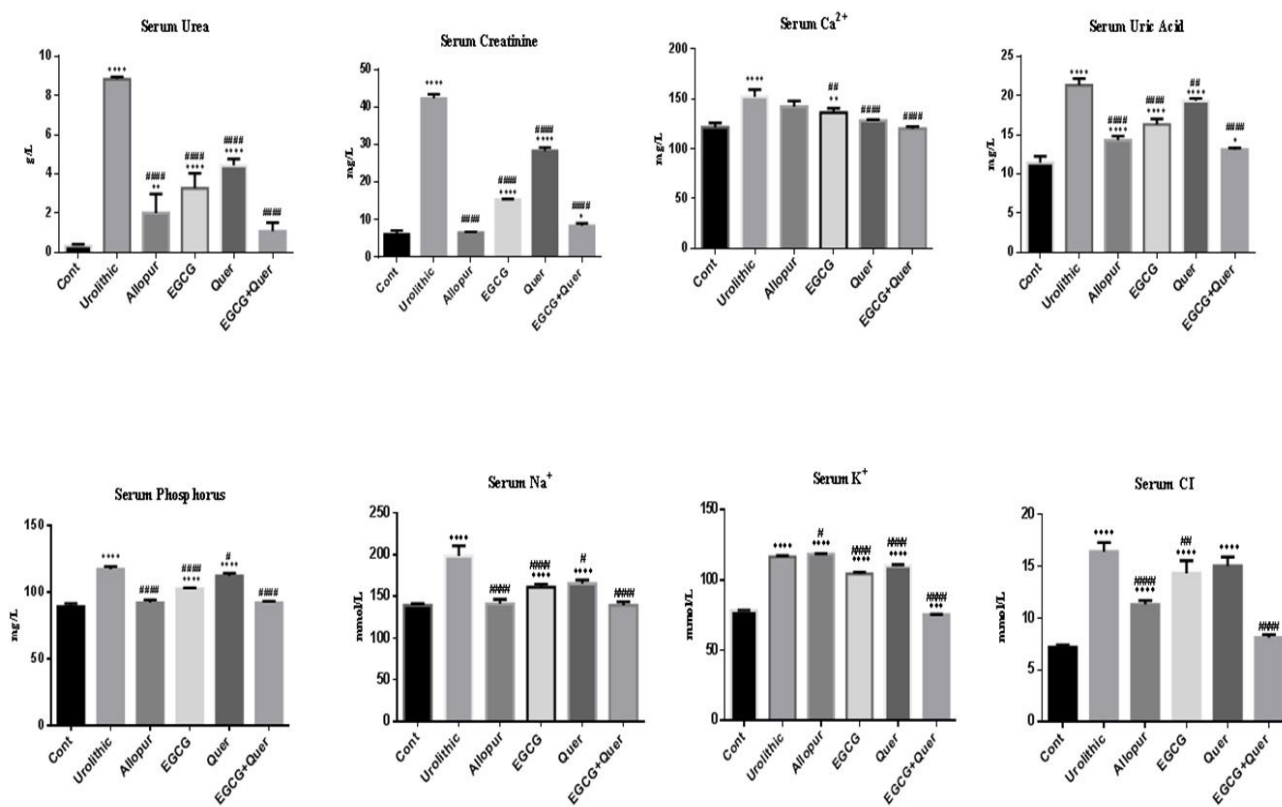 Serum Urea
g/L
10
8
6
4
2
0
****
####
**
####
****
####
****
####
Cont
Urolithic
Allopur
EGCG
Quer
EGCG+Quer
Serum Creatinine
mg/L
50
40
30
20
10
0
****
####
####
****
####
****
####
*
Cont
Urolithic
Allopur
EGCG
Quer
EGCG+Quer
Serum Ca2+
mg/L
200
150
100
50
0
****
##
**
####
####
Cont
Urolithic
Allopur
EGCG
Quer
EGCG+Quer
Serum Uric Acid
mg/L
25
20
15
10
5
0
****
####
****
####
****
##
****
####
*
Cont
Urolithic
Allopur
EGCG
Quer
EGCG+Quer
Serum Phosphorus
mg/L
150
100
50
0
****
####
####
****
#
****
####
Cont
Urolithic
Allopur
EGCG
Quer
EGCG+Quer
Serum Na+
mmol/L
250
200
150
100
50
0
****
####
####
****
#
****
####
Cont
Urolithic
Allopur
EGCG
Quer
EGCG+Quer
Serum K+
mmol/L
150
100
50
0
****
#
****
####
****
####
****
####
***
Cont
Urolithic
Allopur
EGCG
Quer
EGCG+Quer
Serum CI
mmol/L
20
15
10
5
0
****
####
****
##
****
****
####
Cont
Urolithic
Allopur
EGCG
Quer
EGCG+Quer